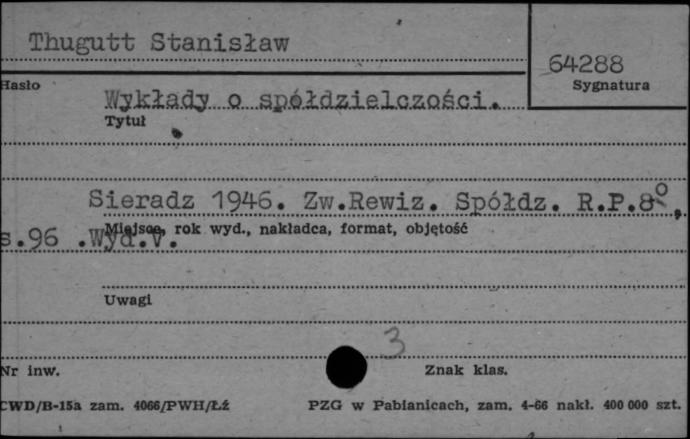 Thugutt Stanisław
64288
Hasło
Sygnatura
Wykłady o spółdzielczości.
Tytuł
Sieradz 1946. Zw.Rewiz. Spółdz. R.P.8°,
Miejsce, rok wyd., nakładca, format, objętość
s.96 .Wyd.V.
Uwagi
3
Nr inw.
Znak klas.
CWD/B-15a zam. 4066/PWH/Łź
PZG w Pabianicach, zam. 4-66 nakł. 400 000 szt.